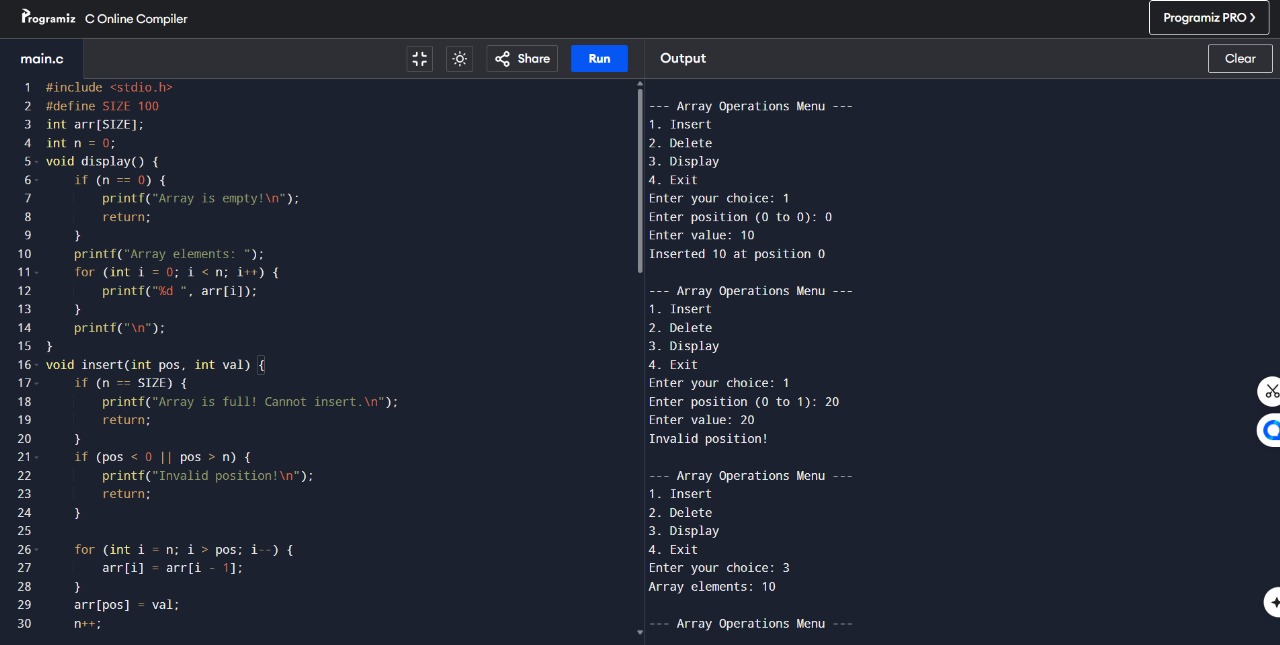 Programiz C Online Compiler
Programiz PRO >
main.c
Share
Run
Output
Clear
1 #include <stdio.h>
2 #define SIZE 100
3 int arr[SIZE];
4 int n = 0;
5 void display() {
6     if (n == 0) {
7         printf("Array is empty!\n");
8         return;
9     }
10     printf("Array elements: ");
11     for (int i = 0; i < n; i++) {
12         printf("%d ", arr[i]);
13     }
14     printf("\n");
15 }
16 void insert(int pos, int val) {
17     if (n == SIZE) {
18         printf("Array is full! Cannot insert.\n");
19         return;
20     }
21     if (pos < 0 || pos > n) {
22         printf("Invalid position!\n");
23         return;
24     }
25
26     for (int i = n; i > pos; i--) {
27         arr[i] = arr[i - 1];
28     }
29     arr[pos] = val;
30     n++;
--- Array Operations Menu ---
1. Insert
2. Delete
3. Display
4. Exit
Enter your choice: 1
Enter position (0 to 0): 0
Enter value: 10
Inserted 10 at position 0
--- Array Operations Menu ---
1. Insert
2. Delete
3. Display
4. Exit
Enter your choice: 1
Enter position (0 to 1): 20
Enter value: 20
Invalid position!
--- Array Operations Menu ---
1. Insert
2. Delete
3. Display
4. Exit
Enter your choice: 3
Array elements: 10
--- Array Operations Menu ---